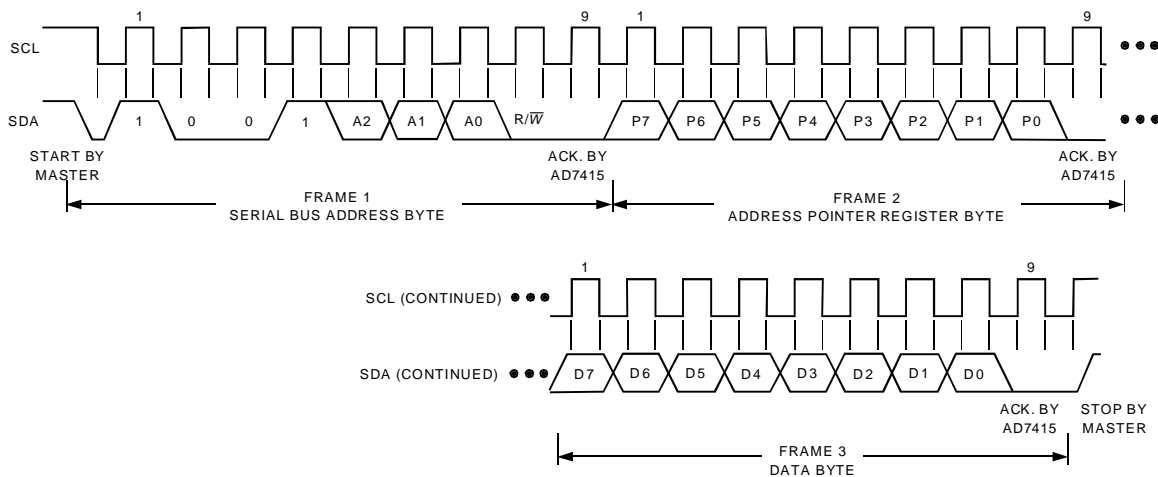 1 9 1 9
SCL
SDA 1 0 0 1 A2 A1 A0 R/W̅ P7 P6 P5 P4 P3 P2 P1 P0
START BY
MASTER
ACK. BY
AD7415
ACK. BY
AD7415
FRAME 1
SERIAL BUS ADDRESS BYTE
FRAME 2
ADDRESS POINTER REGISTER BYTE
1 9
SCL (CONTINUED)
SDA (CONTINUED) D7 D6 D5 D4 D3 D2 D1 D0
ACK. BY
AD7415
STOP BY
MASTER
FRAME 3
DATA BYTE